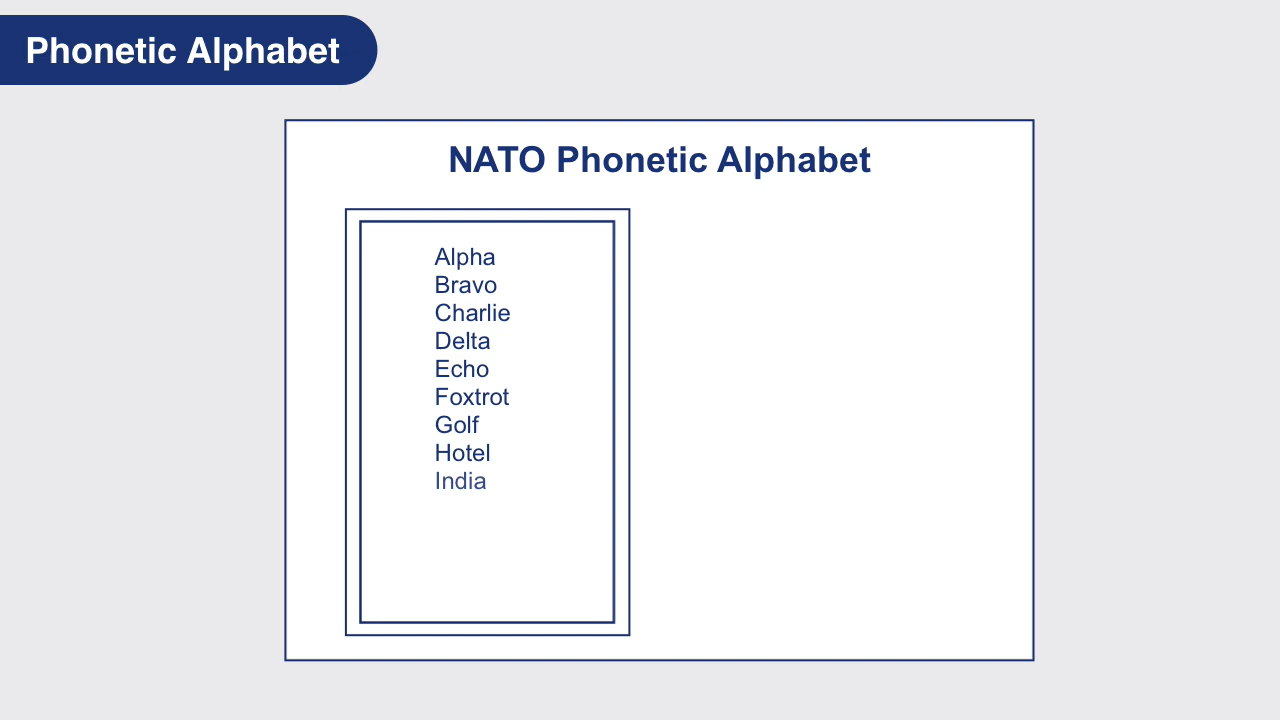 Phonetic Alphabet
NATO Phonetic Alphabet
Alpha
Bravo
Charlie
Delta
Echo
Foxtrot
Golf
Hotel
India